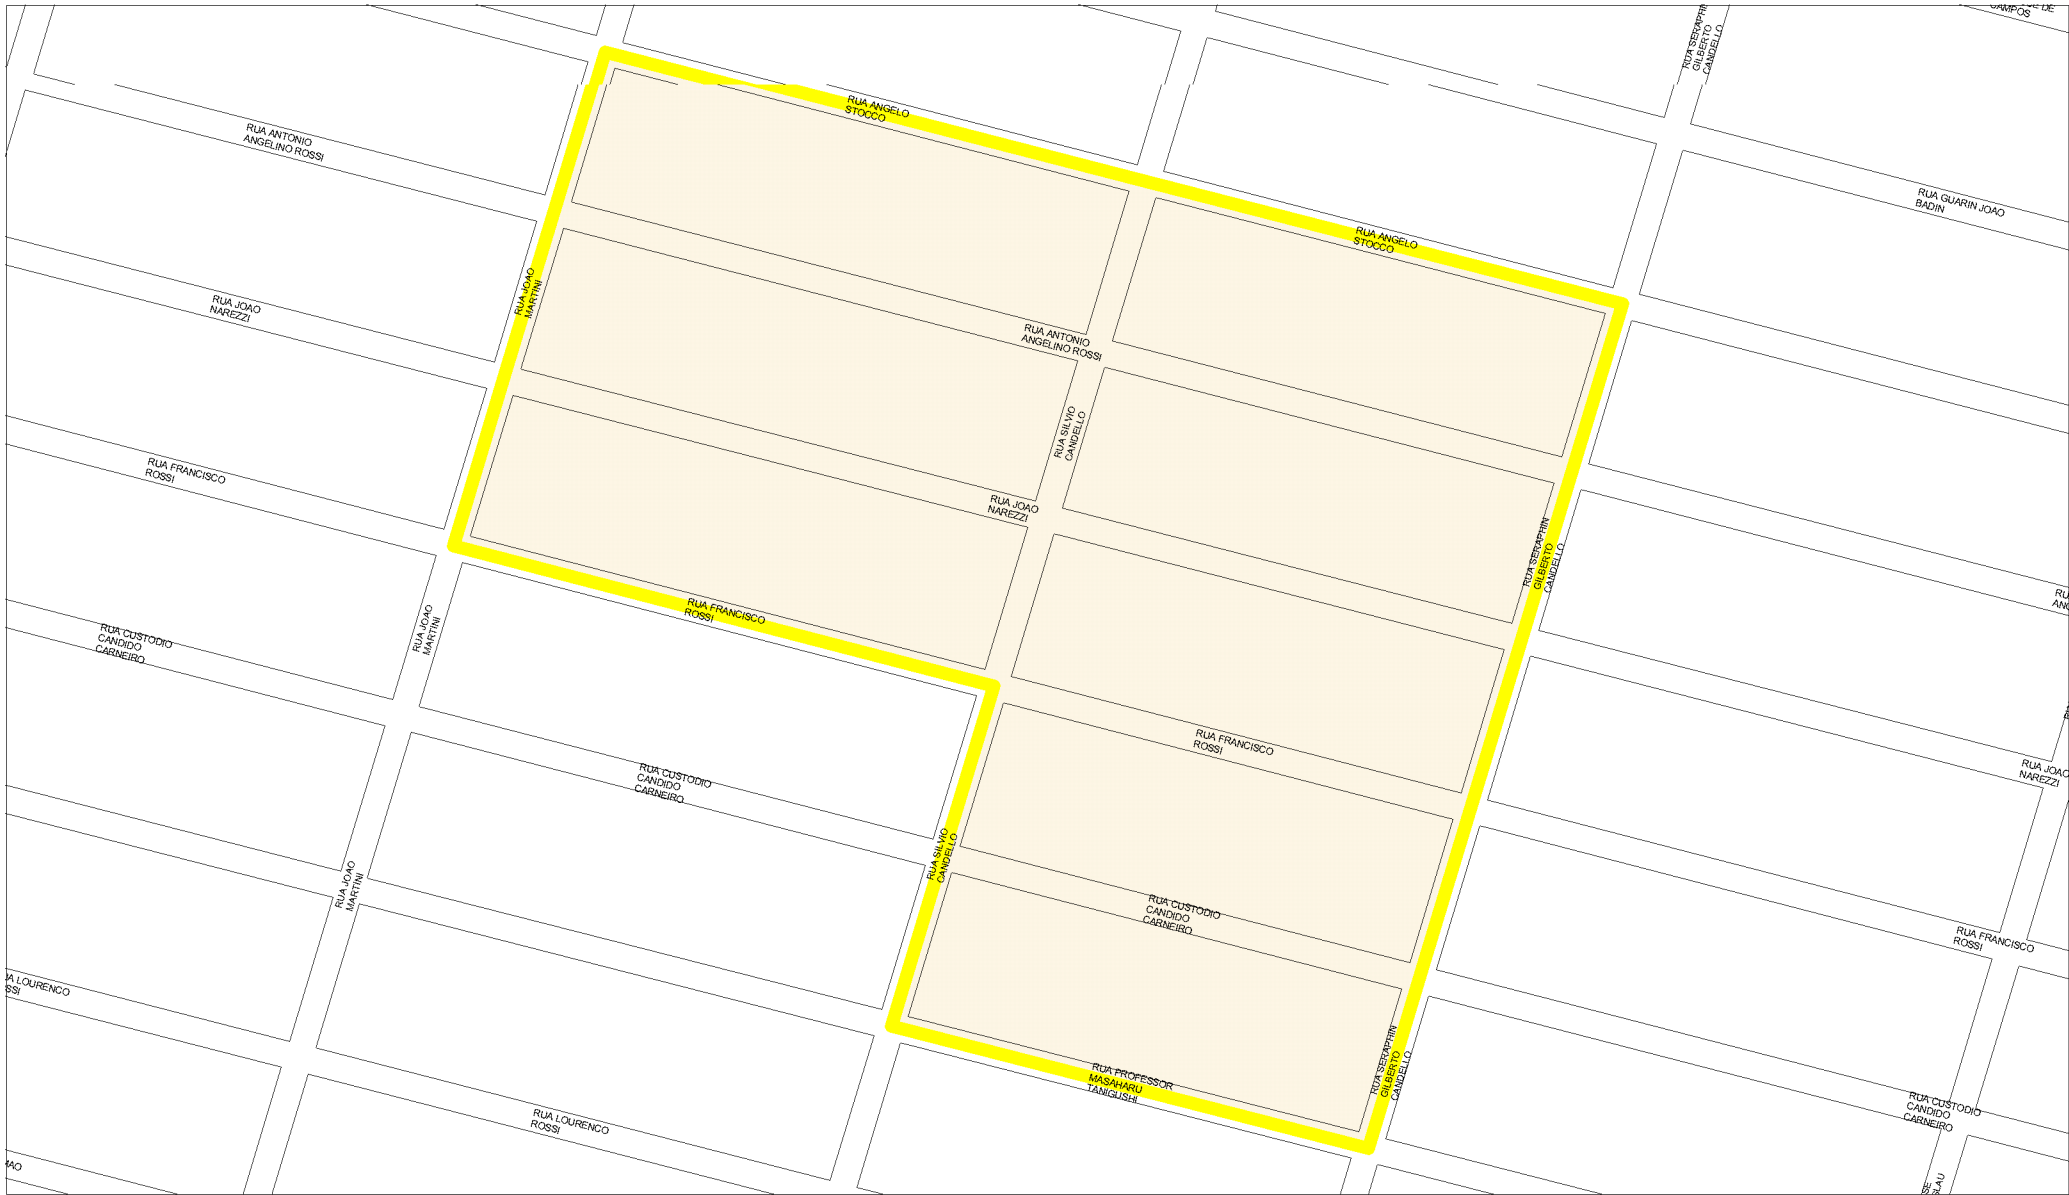 RUA SERAPHIN
GILBERTO
CANDELLO
CAMPOS
DE
RUA ANGELO
STOCCO
RUA ANTONIO
ANGELINO ROSSI
RUA GUARIN JOAO
BADIN
RUA ANGELO
STOCCO
RUA JOAO
MARTINI
RUA JOAO
NAREZZI
RUA ANTONIO
ANGELINO ROSSI
RUA SILVIO
CANDELLO
RUA FRANCISCO
ROSSI
RUA JOAO
NAREZZI
RUA SERAPHIN
GILBERTO
CANDELLO
RUA FRANCISCO
ROSSI
RUA JOAO
MARTINI
RUA CUSTODIO
CANDIDO
CARNEIRO
RUA FRANCISCO
ROSSI
RUA JOAO
NAREZZI
RUA CUSTODIO
CANDIDO
CARNEIRO
RUA SILVIO
CANDELLO
RUA JOAO
MARTINI
RUA CUSTODIO
CANDIDO
CARNEIRO
RUA FRANCISCO
ROSSI
LOURENCO
RUA SERAPHIN
GILBERTO
CANDELLO
RUA PROFESSOR
MASAHARU
TANIGUSHI
RUA CUSTODIO
CANDIDO
CARNEIRO
RUA LOURENCO
ROSSI